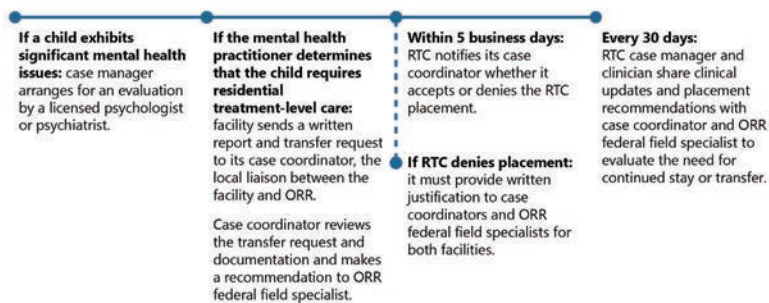 If a child exhibits
significant mental health
issues: case manager
arranges for an evaluation
by a licensed psychologist
or psychiatrist.
If the mental health
practitioner determines
that the child requires
residential
treatment-level care:
facility sends a written
report and transfer request
to its case coordinator, the
local liaison between the
facility and ORR.
Case coordinator reviews
the transfer request and
documentation and makes
a recommendation to ORR
federal field specialist.
Within 5 business days:
RTC notifies its case
coordinator whether it
accepts or denies the RTC
placement.
If RTC denies placement:
it must provide written
justification to case
coordinators and ORR
federal field specialists for
both facilities.
Every 30 days:
RTC case manager and
clinician share clinical
updates and placement
recommendations with
case coordinator and ORR
federal field specialist to
evaluate the need for
continued stay or transfer.